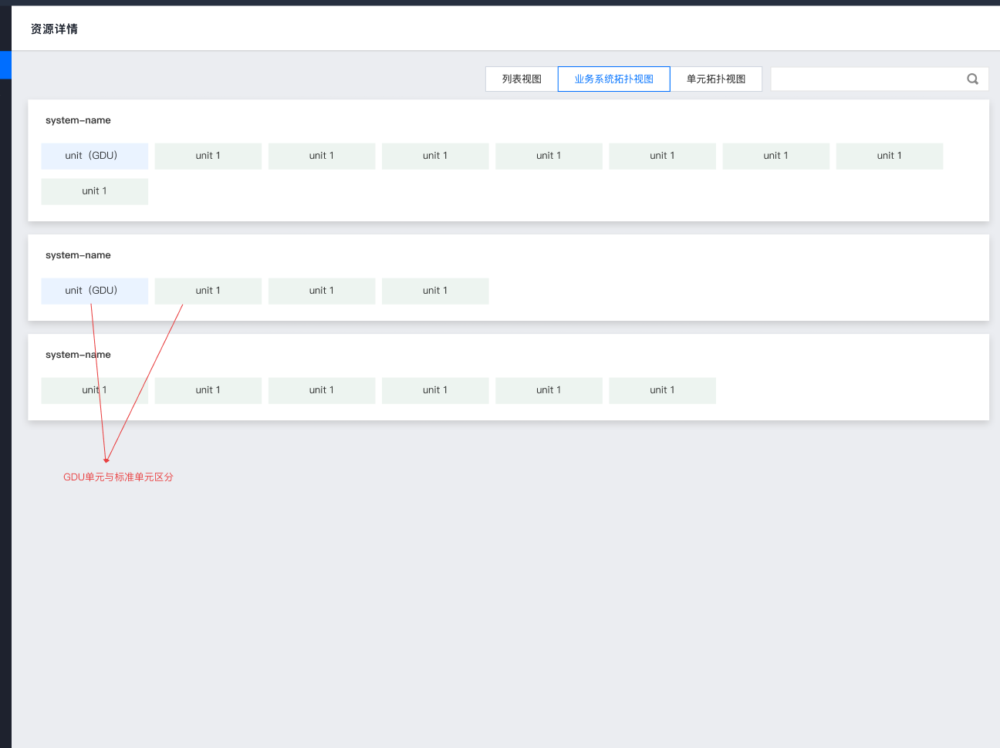 资源详情
列表视图 业务系统拓扑视图 单元拓扑视图
system-name
unit（GDU） unit 1 unit 1 unit 1 unit 1 unit 1 unit 1 unit 1
unit 1
system-name
unit（GDU） unit 1 unit 1 unit 1
system-name
unit 1 unit 1 unit 1 unit 1 unit 1 unit 1
GDU单元与标准单元区分